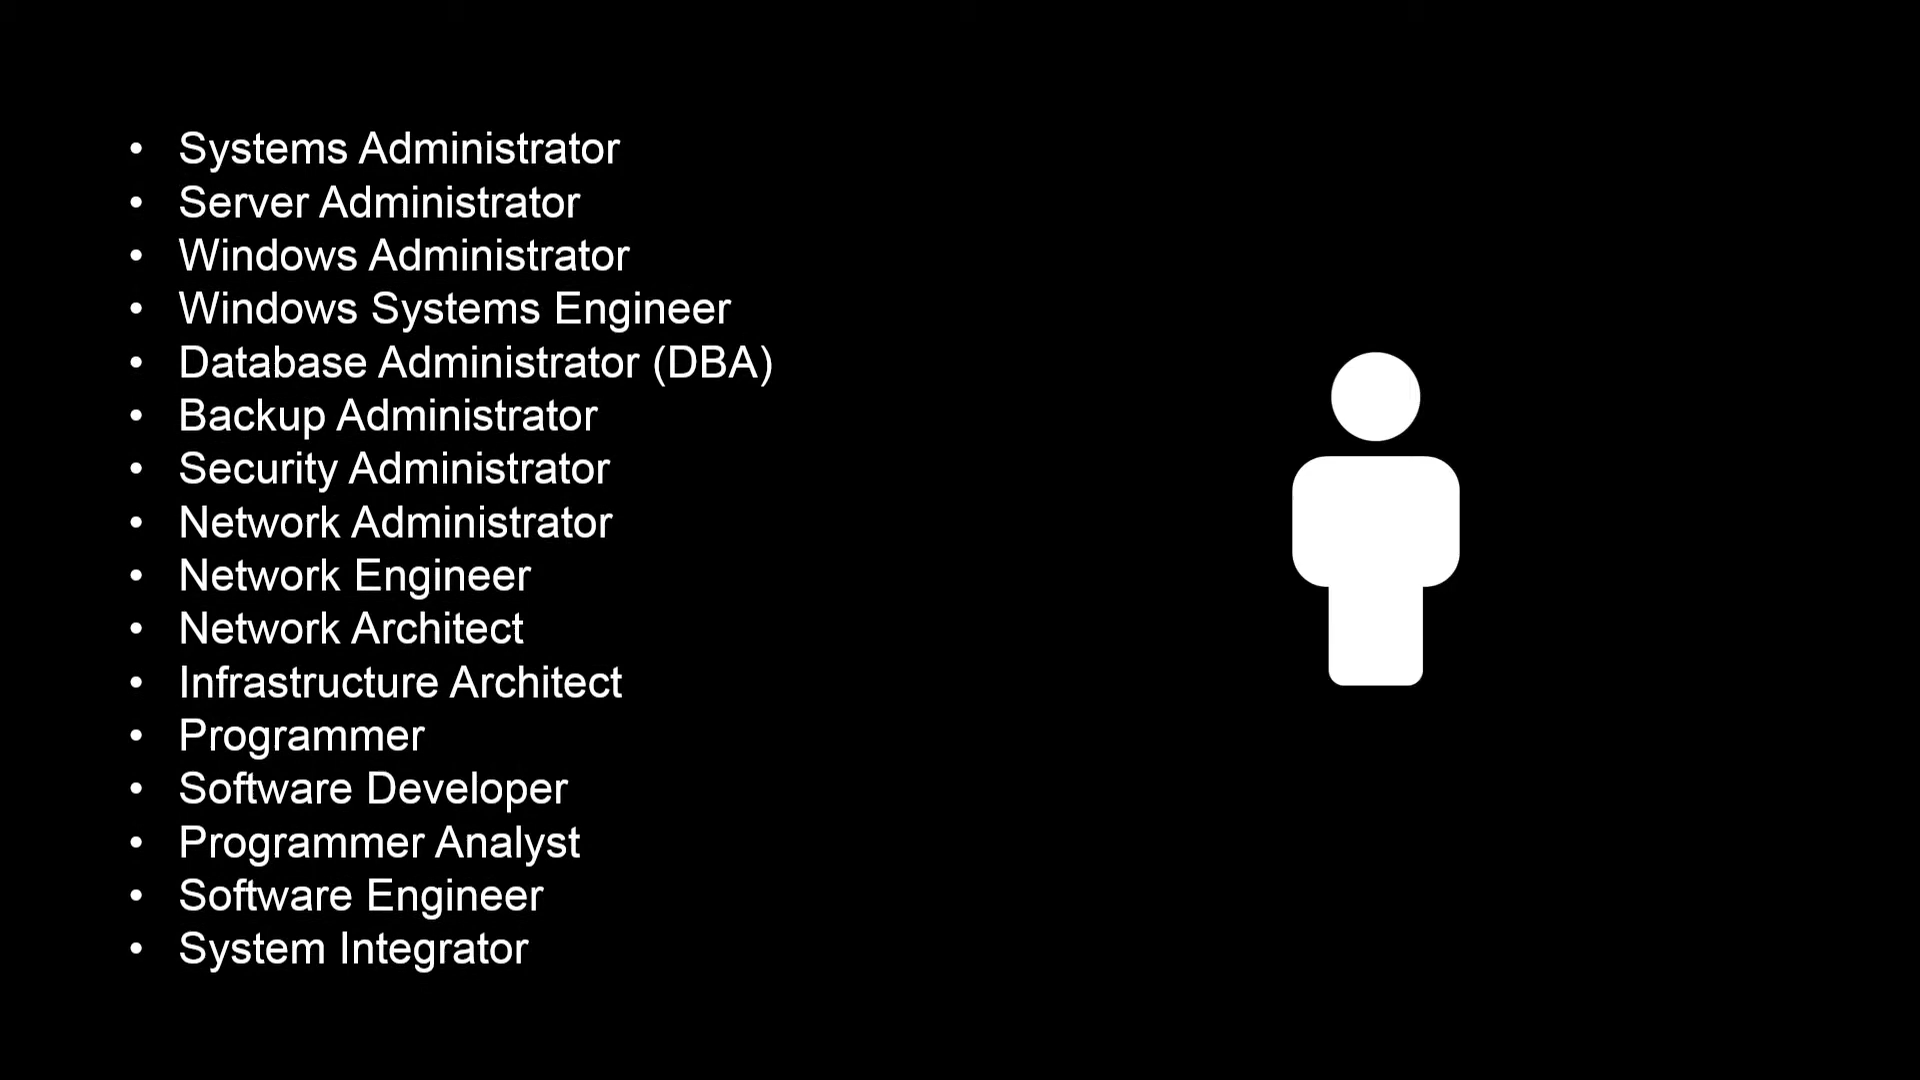 • Systems Administrator
• Server Administrator
• Windows Administrator
• Windows Systems Engineer
• Database Administrator (DBA)
• Backup Administrator
• Security Administrator
• Network Administrator
• Network Engineer
• Network Architect
• Infrastructure Architect
• Programmer
• Software Developer
• Programmer Analyst
• Software Engineer
• System Integrator